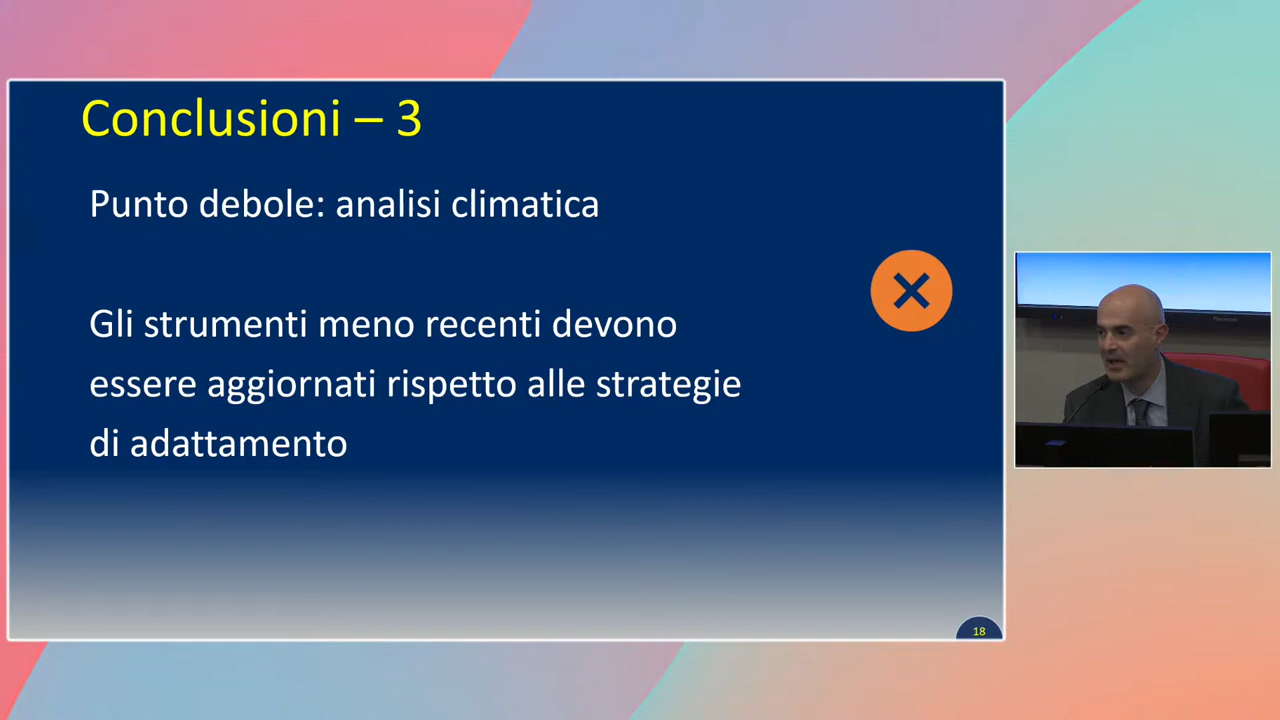 Conclusioni – 3
Punto debole: analisi climatica
Gli strumenti meno recenti devono
essere aggiornati rispetto alle strategie
di adattamento
18